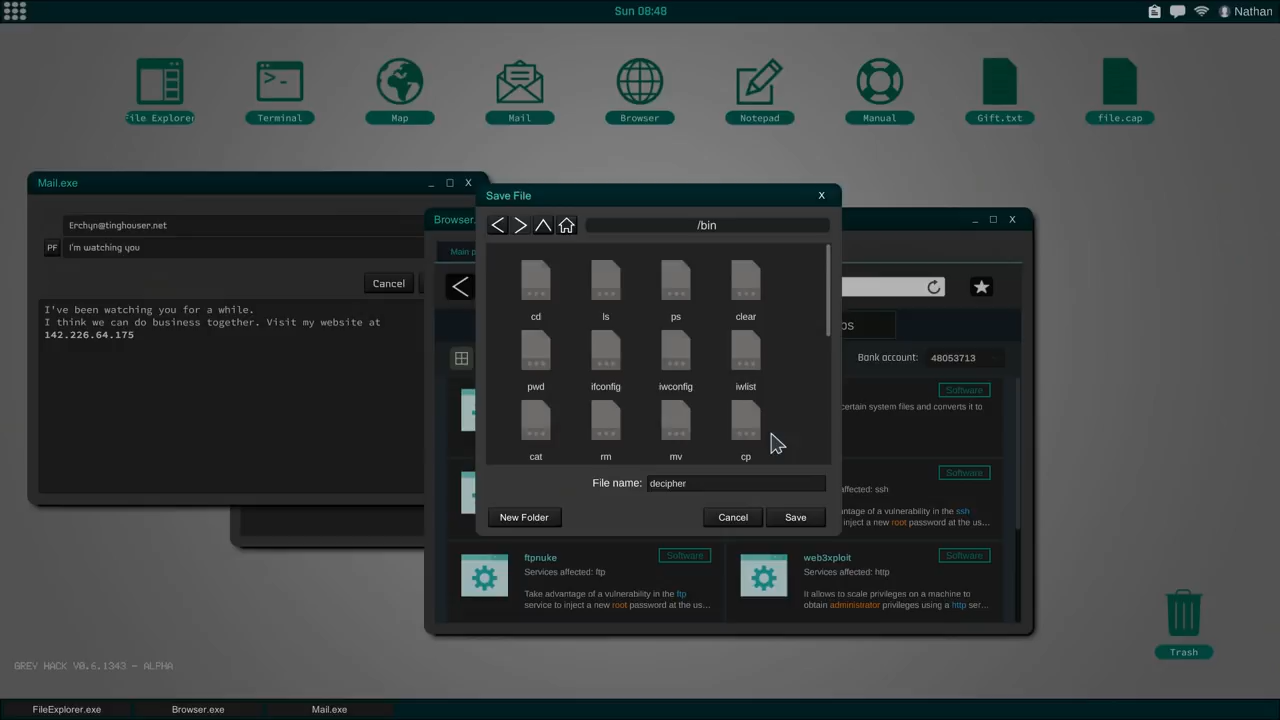 Sun 08:48
Nathan
File Explorer
Terminal
Map
Mail
Browser
Notepad
Manual
Gift.txt
file.cap
Mail.exe
_ X
Erchyn@tinghouser.net
PF
I'm watching you
Cancel
I've been watching you for a while.
I think we can do business together. Visit my website at
142.226.64.175
Save File
X
/bin
cd
ls
ps
clear
pwd
ifconfig
iwconfig
iwlist
cat
rm
mv
cp
File name:
decipher
New Folder
Cancel
Save
Browser.
_ X
Main p
Bank account:
48053713
Software
certain system files and converts it to
Software
affected: ssh
antage of a vulnerability in the ssh
inject a new root password at the us...
ftpnuke
Software
Services affected: ftp
Take advantage of a vulnerability in the ftp
service to inject a new root password at the us...
web3xploit
Software
Services affected: http
It allows to scale privileges on a machine to
obtain administrator privileges using a http ser...
Trash
GREY HACK V0.6.1343 - ALPHA
FileExplorer.exe
Browser.exe
Mail.exe